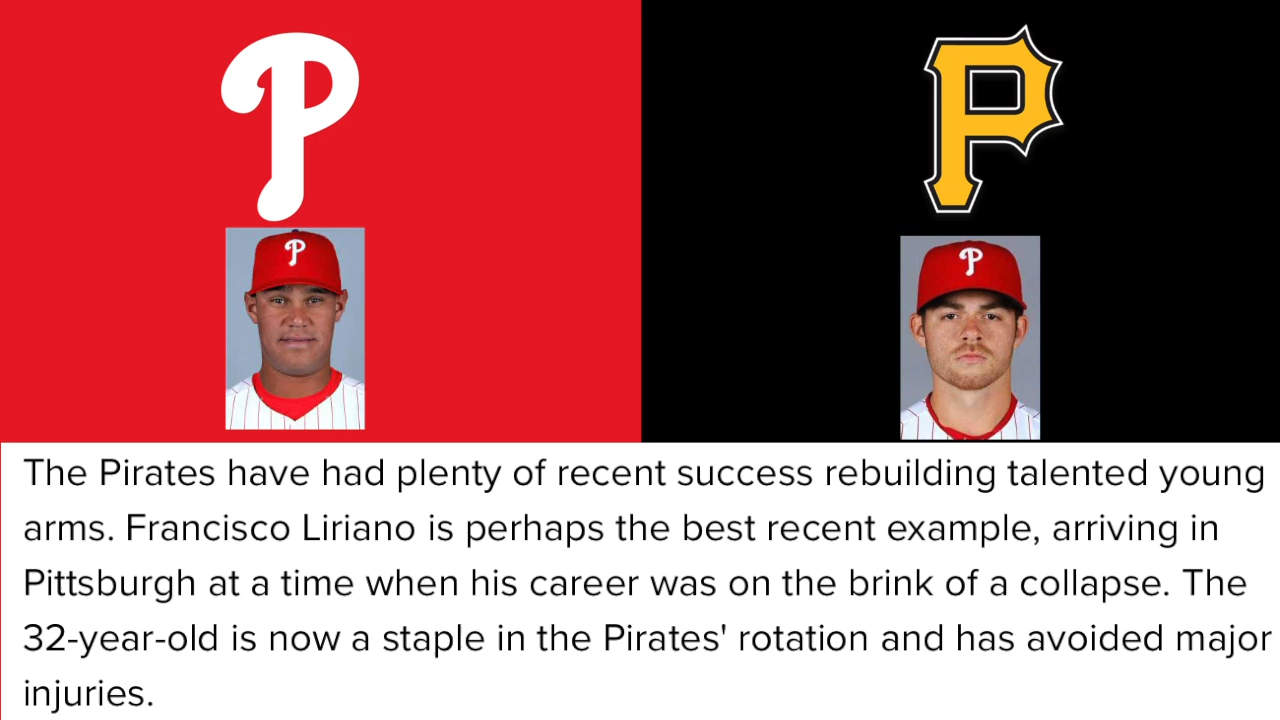 P P
P P
The Pirates have had plenty of recent success rebuilding talented young
arms. Francisco Liriano is perhaps the best recent example, arriving in
Pittsburgh at a time when his career was on the brink of a collapse. The
32-year-old is now a staple in the Pirates' rotation and has avoided major
injuries.